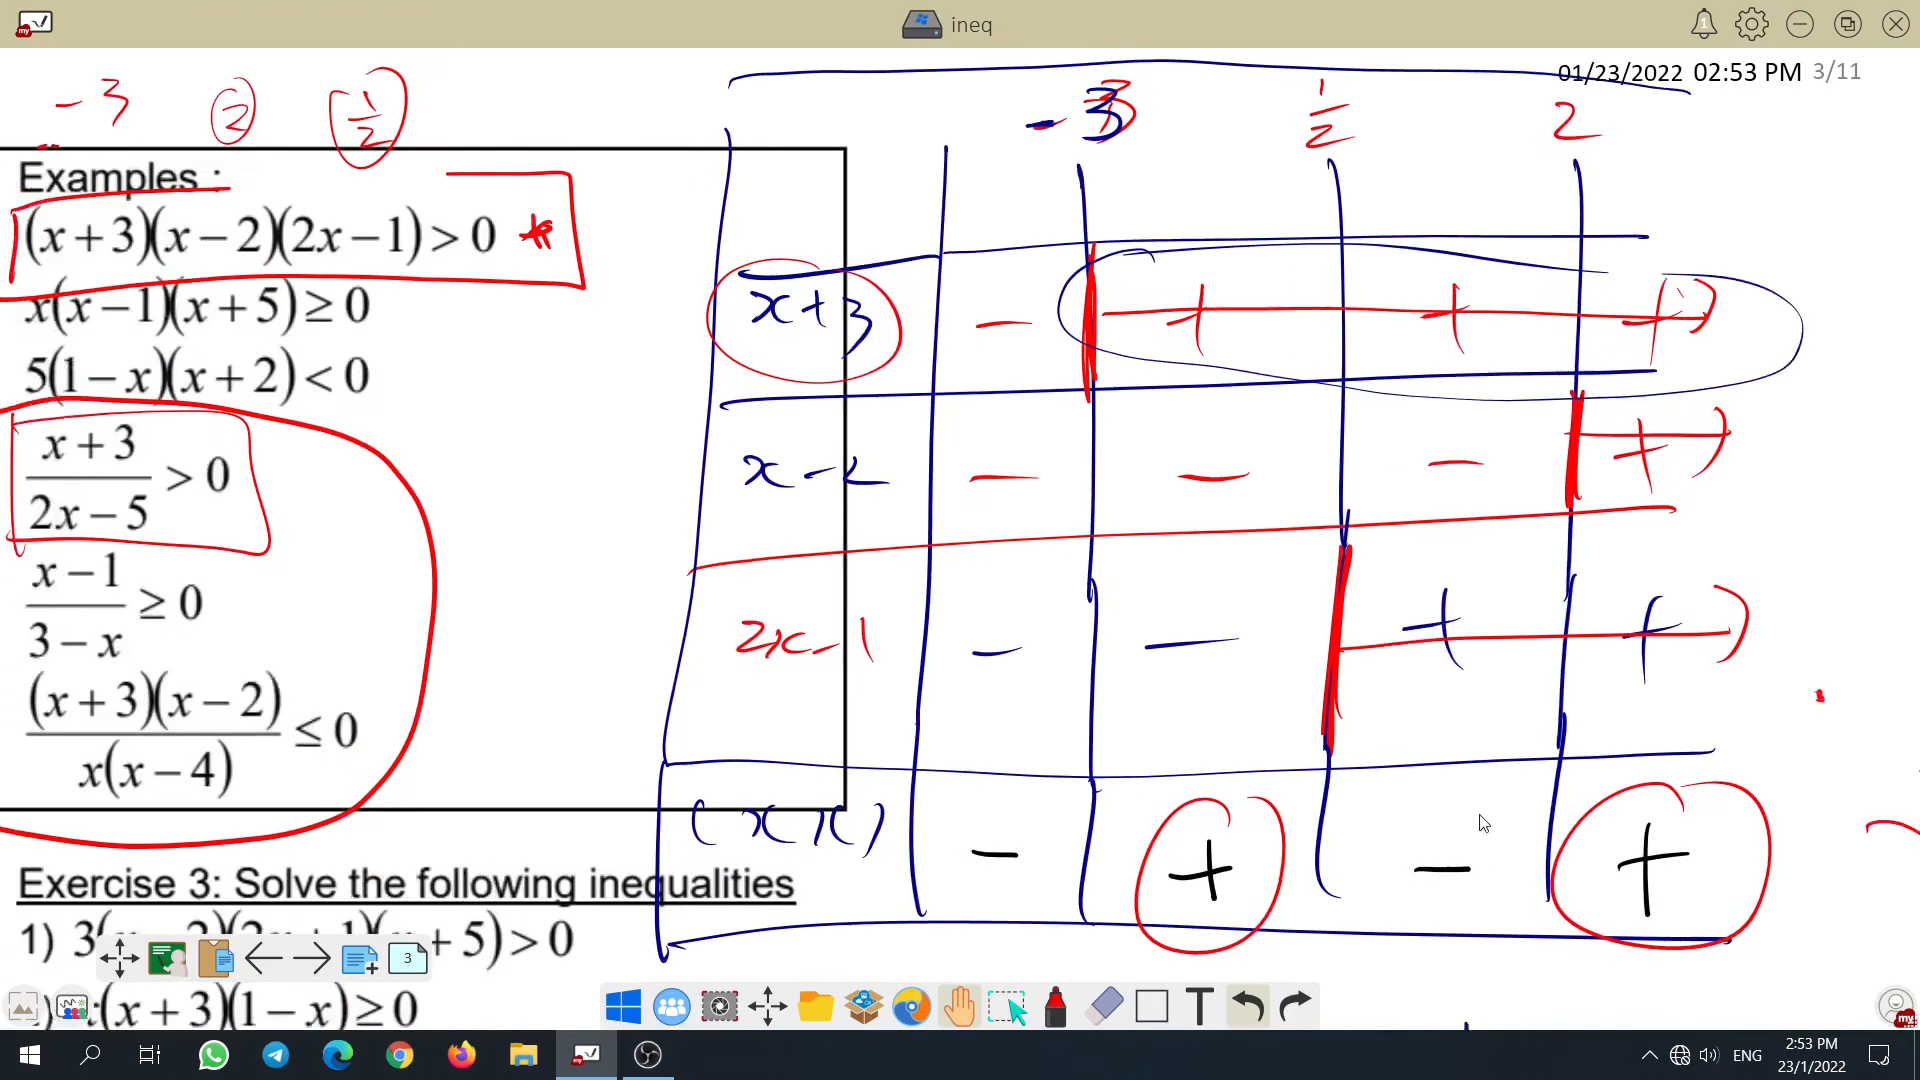 ineq
01/23/2022 02:53 PM 3/11
-3 2 1/2
-3 1/2 2
Examples :
(x+3)(x−2)(2x−1)>0 *
x(x−1)(x+5)≥0
5(1−x)(x+2)<0
x+3
2x−5
>0
x−1
3−x
≥0
(x+3)(x−2)
x(x−4)
≤0
x+3 − + + +
x−2 − − − +
2x−1 − − + +
− + − +
Exercise 3: Solve the following inequalities
1) 3( +5)>0
(x+3)(1−x)≥0
3
T
my
ENG
2:53 PM
23/1/2022